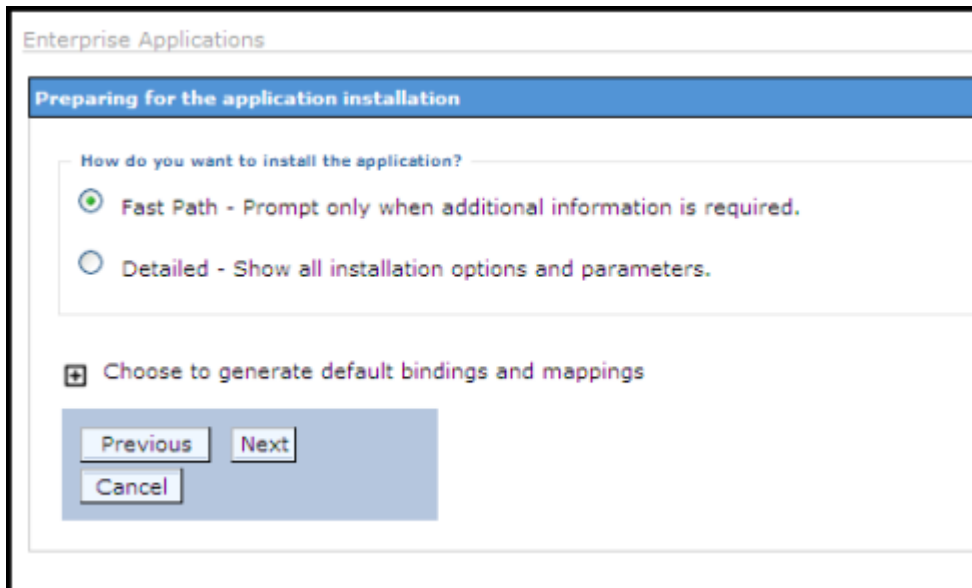 Enterprise Applications
Preparing for the application installation
How do you want to install the application?
Fast Path - Prompt only when additional information is required.
Detailed - Show all installation options and parameters.
Choose to generate default bindings and mappings
Previous Next
Cancel